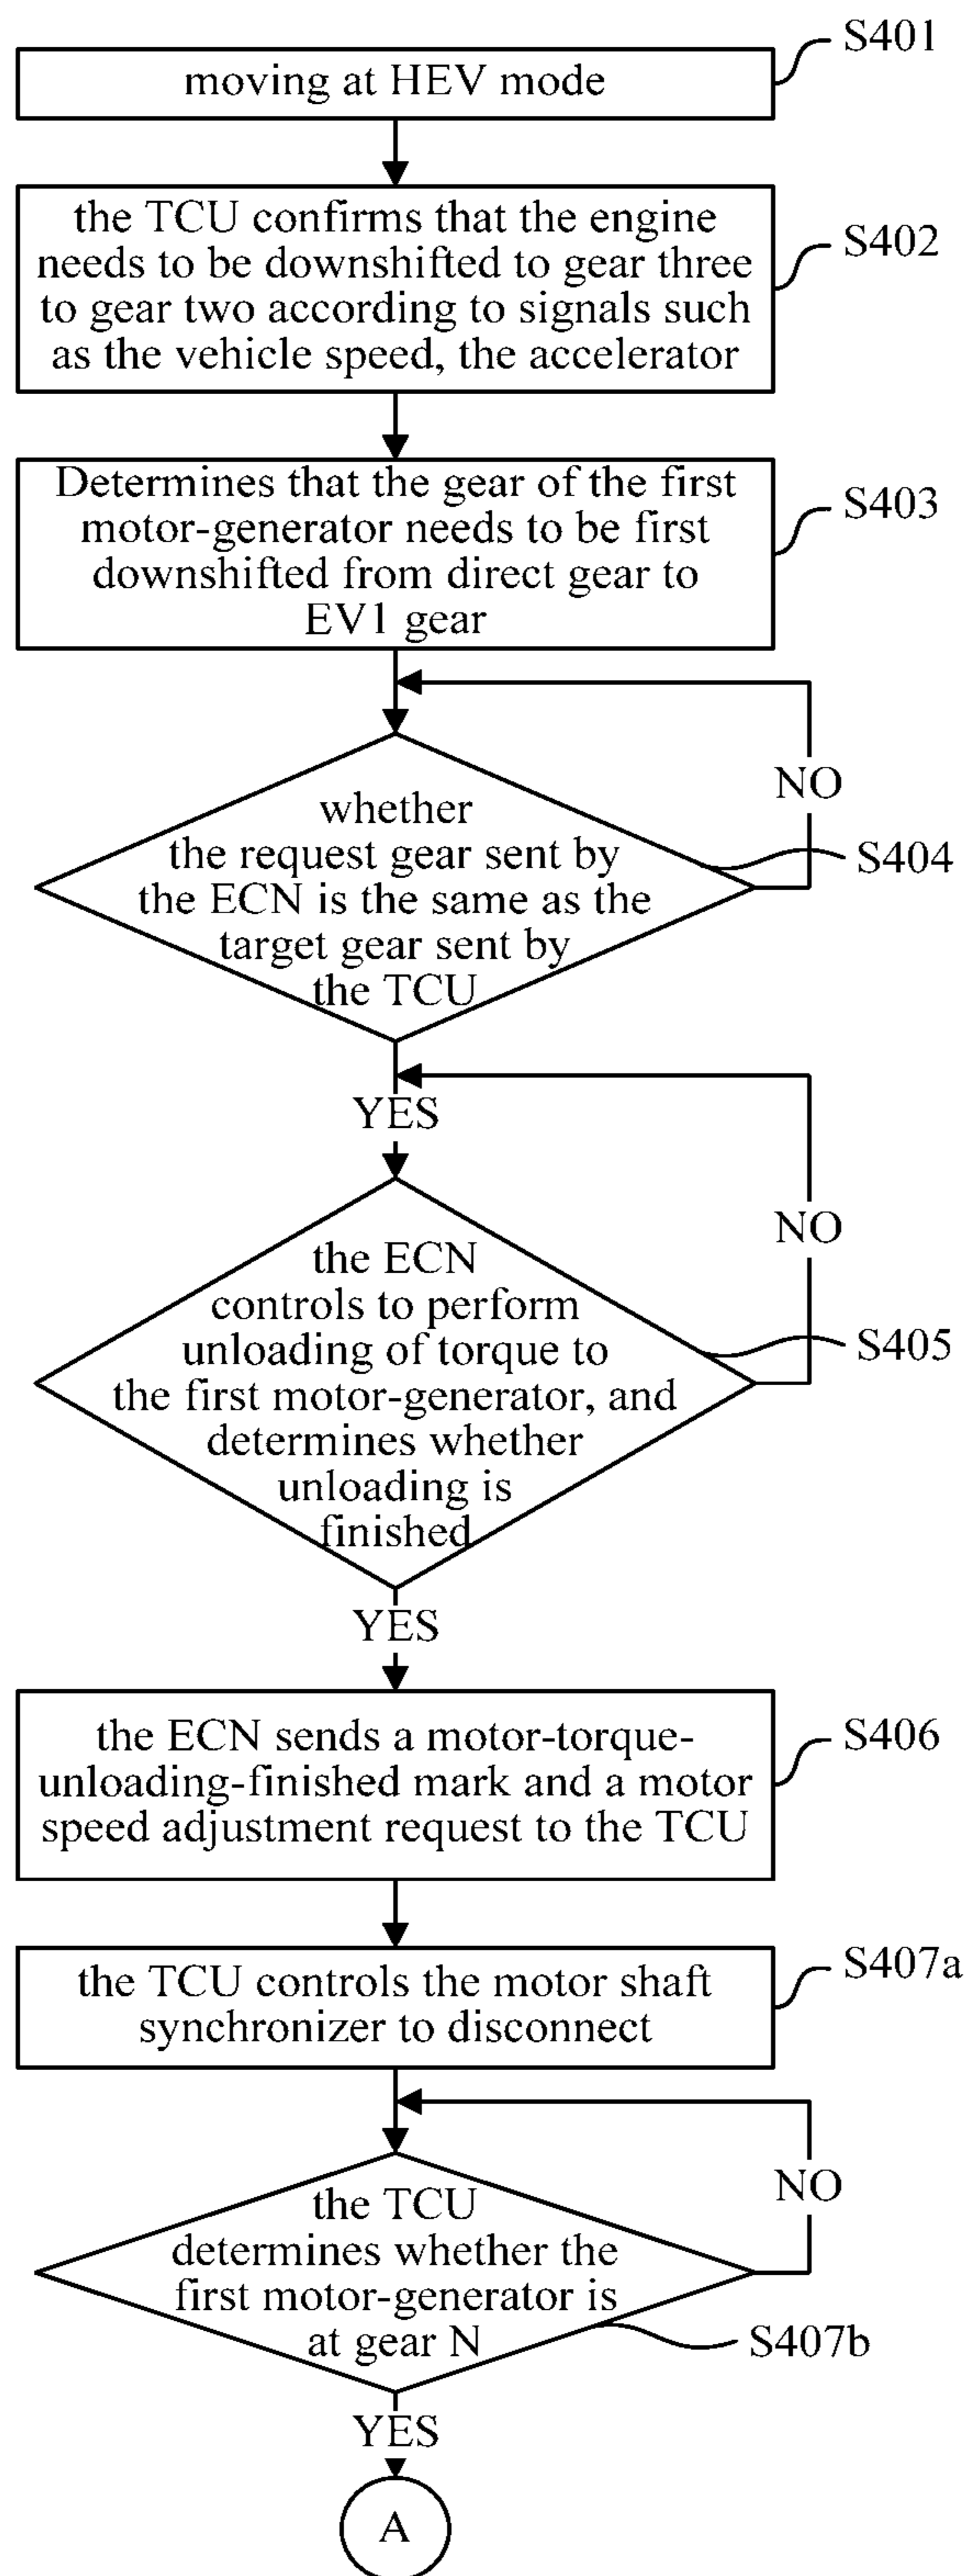 S401
moving at HEV mode
the TCU confirms that the engine
needs to be downshifted to gear three
to gear two according to signals such
as the vehicle speed, the accelerator
S402
Determines that the gear of the first
motor-generator needs to be first
downshifted from direct gear to
EV1 gear
S403
NO
whether
the request gear sent by
the ECN is the same as the
target gear sent by
the TCU
S404
YES
NO
the ECN
controls to perform
unloading of torque to
the first motor-generator, and
determines whether
unloading is
finished
S405
YES
the ECN sends a motor-torque-
unloading-finished mark and a motor
speed adjustment request to the TCU
S406
the TCU controls the motor shaft
synchronizer to disconnect
S407a
NO
the TCU
determines whether the
first motor-generator is
at gear N
S407b
YES
A